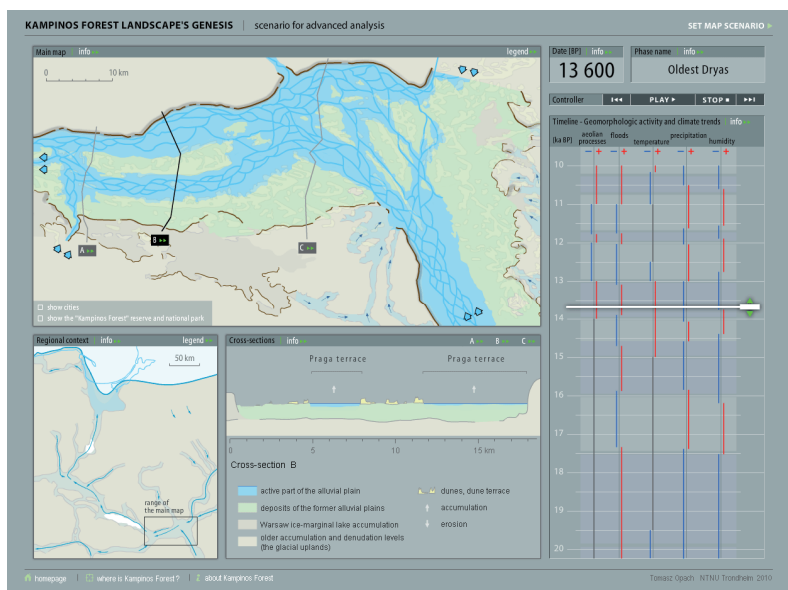 KAMPINOS FOREST LANDSCAPE'S GENESIS | scenario for advanced analysis
SET MAP SCENARIO
Main map info
legend
0 10 km
A
B
C
show cities
show the "Kampinos Forest" reserve and national park
Date [BP] info
13 600
Phase name info
Oldest Dryas
Controller
PLAY
STOP
Timeline - Geomorphologic activity and climate trends info
[ka BP]
aeolian processes
floods
temperature
precipitation
humidity
− + − + − + − + − +
10
11
12
13
14
15
16
17
18
19
20
Regional context info
legend
50 km
range of
the main map
Cross-sections info
A B C
Praga terrace
Praga terrace
0 5 10 15 km
Cross-section B
active part of the alluvial plain
deposits of the former alluvial plains
Warsaw ice-marginal lake accumulation
older accumulation and denudation levels
(the glacial uplands)
dunes, dune terrace
accumulation
erosion
homepage | where is Kampinos Forest? | about Kampinos Forest
Tomasz Opach NTNU Trondheim 2010